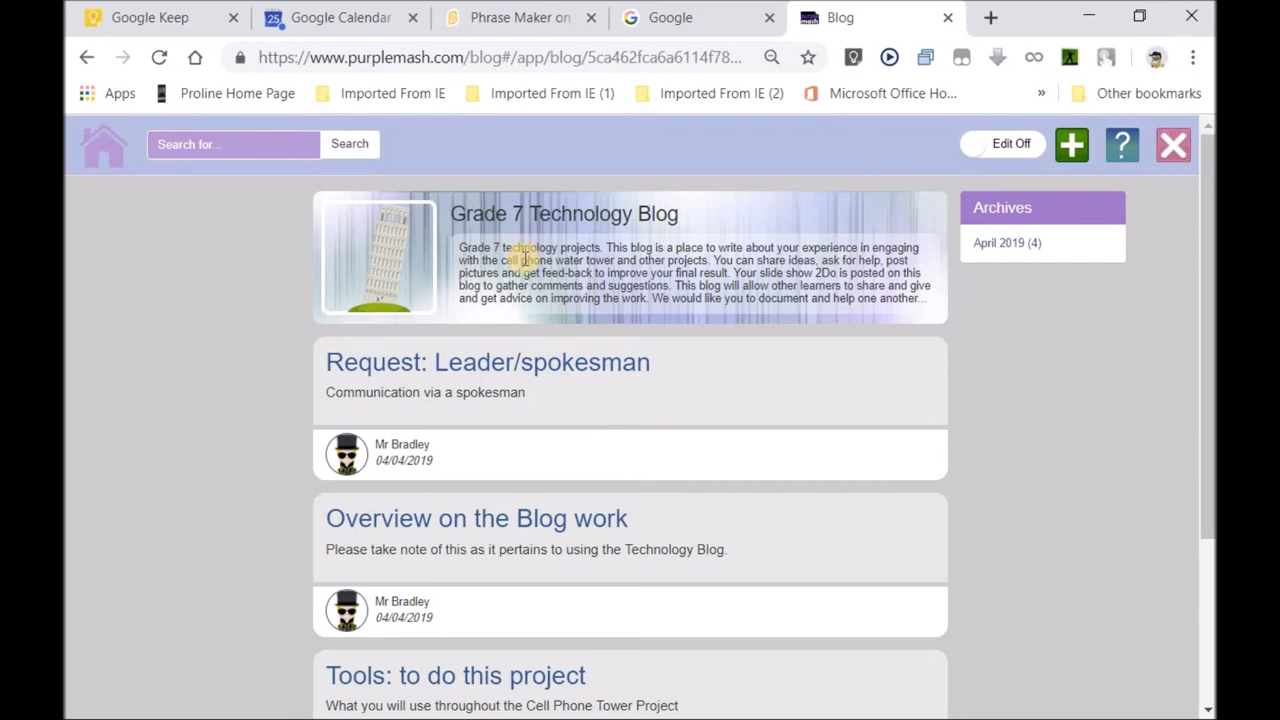 Google Keep
Google Calendar
Phrase Maker on
Google
Blog
https://www.purplemash.com/blog#/app/blog/5ca462fca6a6114f78...
Apps
Proline Home Page
Imported From IE
Imported From IE (1)
Imported From IE (2)
Microsoft Office Ho...
»
Other bookmarks
Search for...
Search
Edit Off
Grade 7 Technology Blog
Grade 7 technology projects. This blog is a place to write about your experience in engaging
with the cell phone water tower and other projects. You can share ideas, ask for help, post
pictures and get feed-back to improve your final result. Your slide show 2Do is posted on this
blog to gather comments and suggestions. This blog will allow other learners to share and give
and get advice on improving the work. We would like you to document and help one another...
Archives
April 2019 (4)
Request: Leader/spokesman
Communication via a spokesman
Mr Bradley
04/04/2019
Overview on the Blog work
Please take note of this as it pertains to using the Technology Blog.
Mr Bradley
04/04/2019
Tools: to do this project
What you will use throughout the Cell Phone Tower Project